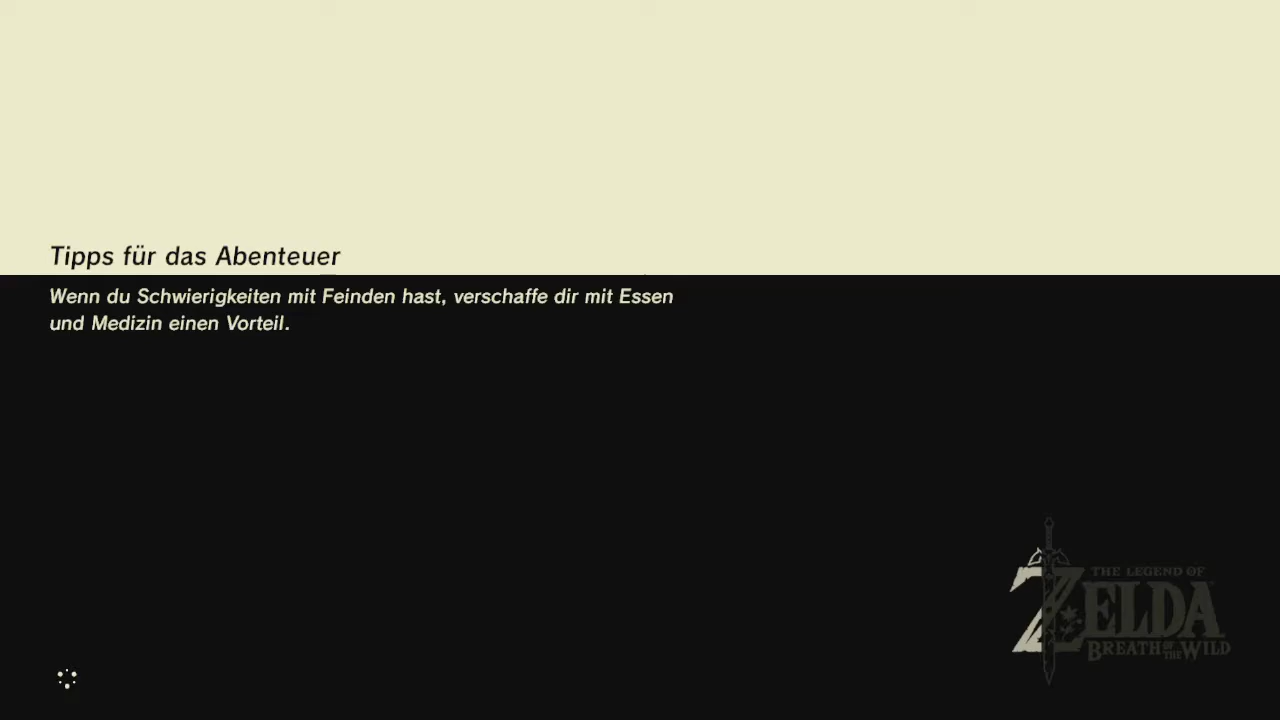 Tipps für das Abenteuer
Wenn du Schwierigkeiten mit Feinden hast, verschaffe dir mit Essen
und Medizin einen Vorteil.
THE LEGEND OF
ZELDA
BREATH OF THE WILD